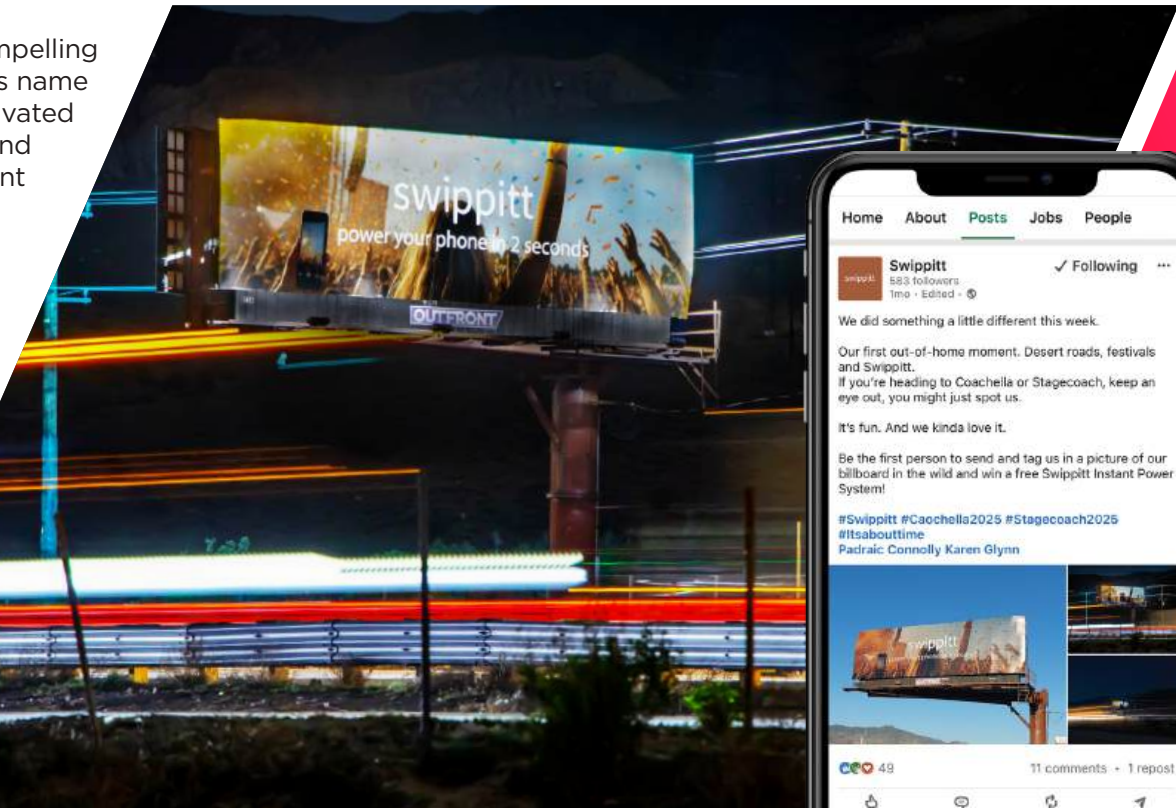 mpelling
s name
vated
nd
nt
swippitt
power your phone in 2 seconds
OUTFRONT/
Home About Posts Jobs People
swippitt
Swippitt
583 followers
1mo • Edited •
✓ Following ...
We did something a little different this week.
Our first out-of-home moment. Desert roads, festivals
and Swippitt.
If you're heading to Coachella or Stagecoach, keep an
eye out, you might just spot us.
It's fun. And we kinda love it.
Be the first person to send and tag us in a picture of our
billboard in the wild and win a free Swippitt Instant Power
System!
#Swippitt #Caochella2025 #Stagecoach2025
#Itsabouttime
Padraic Connolly Karen Glynn
swippitt
49
11 comments • 1 repost